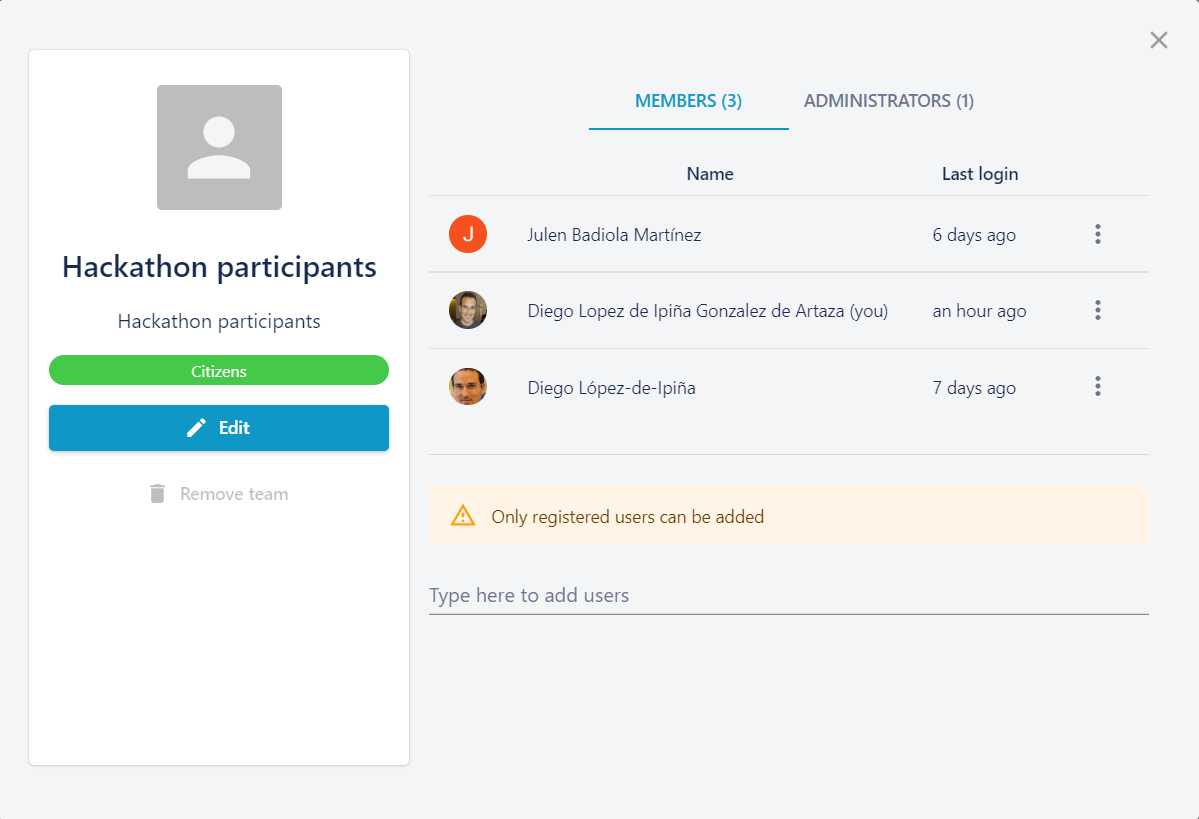 Hackathon participants
Hackathon participants
Citizens
Edit
Remove team
MEMBERS (3) ADMINISTRATORS (1)
Name Last login
J Julen Badiola Martínez 6 days ago
Diego Lopez de Ipiña Gonzalez de Artaza (you) an hour ago
Diego López-de-Ipiña 7 days ago
Only registered users can be added
Type here to add users